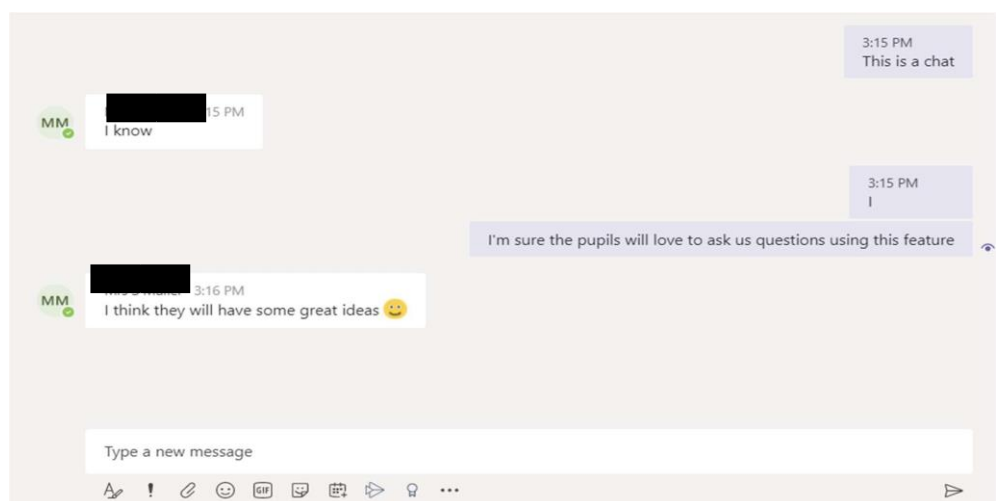 3:15 PM
This is a chat
MM
15 PM
I know
3:15 PM
I
I'm sure the pupils will love to ask us questions using this feature
MM
3:16 PM
I think they will have some great ideas
Type a new message
GIF